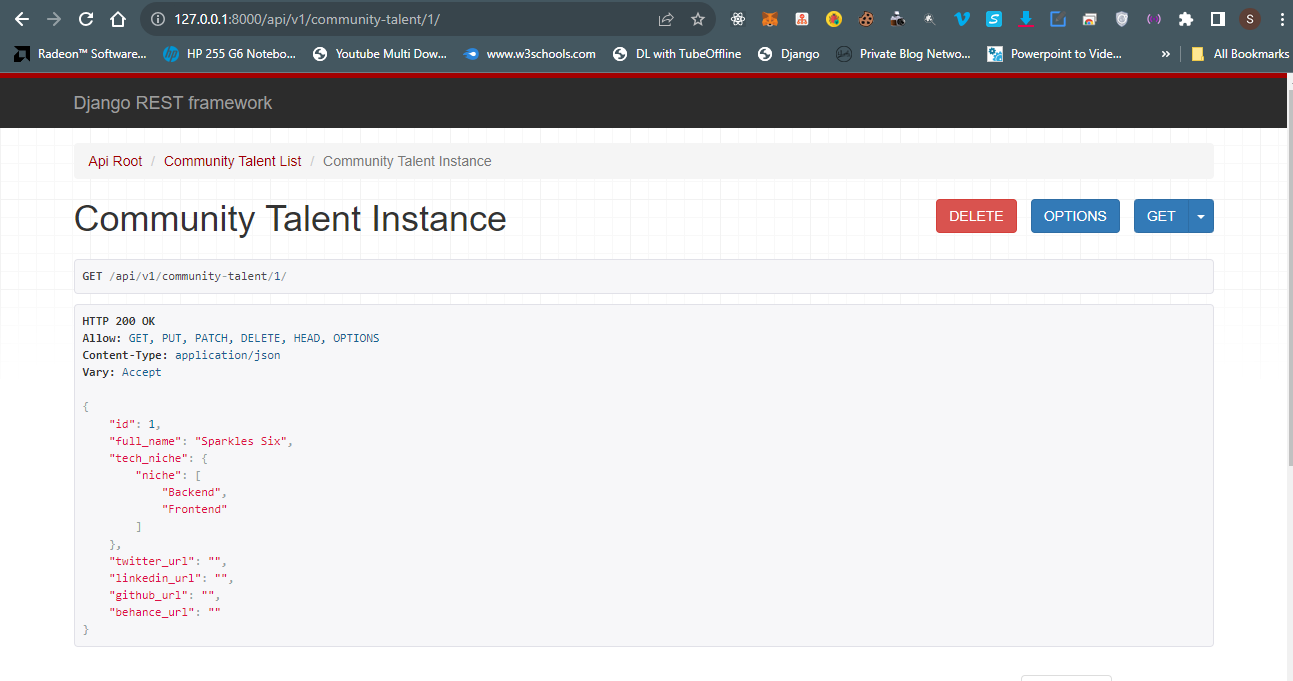 127.0.0.1:8000/api/v1/community-talent/1/
S
S
Radeon™ Software...
HP 255 G6 Notebo...
Youtube Multi Dow...
www.w3schools.com
DL with TubeOffline
Django
Private Blog Netwo...
Powerpoint to Vide...
»
All Bookmarks
Django REST framework
Api Root / Community Talent List / Community Talent Instance
Community Talent Instance
DELETE
OPTIONS
GET
GET /api/v1/community-talent/1/
HTTP 200 OK
Allow: GET, PUT, PATCH, DELETE, HEAD, OPTIONS
Content-Type: application/json
Vary: Accept
{
"id": 1,
"full_name": "Sparkles Six",
"tech_niche": {
"niche": [
"Backend",
"Frontend"
]
},
"twitter_url": "",
"linkedin_url": "",
"github_url": "",
"behance_url": ""
}